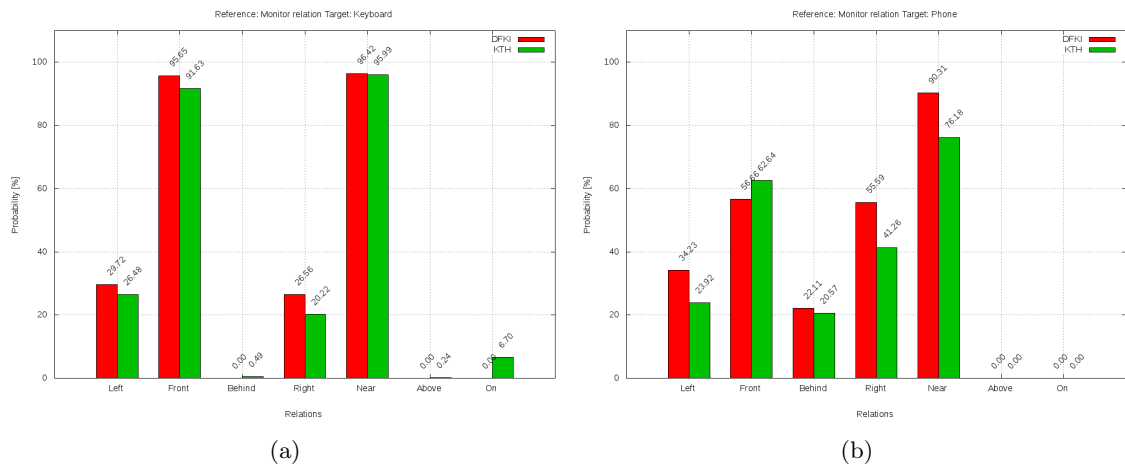 Reference: Monitor relation Target: Keyboard
DFKI
KTH
Probability [%]
100
80
60
40
20
0
29.72
26.48
95.65
91.63
0.00
0.49
26.56
20.22
96.42
95.99
0.00
0.24
0.00
6.70
Left Front Behind Right Near Above On
Relations
(a)
Reference: Monitor relation Target: Phone
DFKI
KTH
Probability [%]
100
80
60
40
20
0
34.23
23.92
56.66
62.64
22.11
20.57
55.59
41.26
90.31
76.18
0.00
0.00
0.00
0.00
Left Front Behind Right Near Above On
Relations
(b)